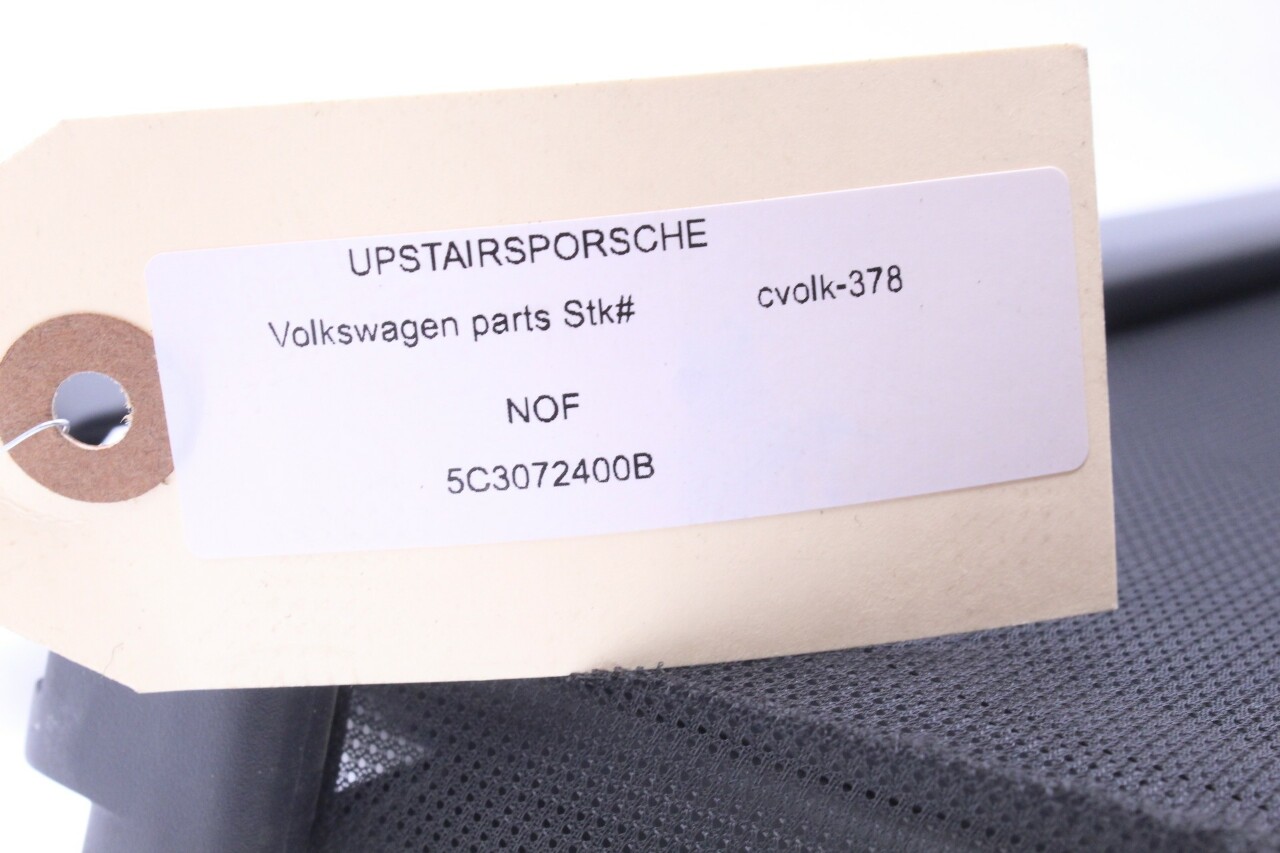 UPSTAIRSPORSCHE
Volkswagen parts Stk# cvolk-378
NOF
5C3072400B